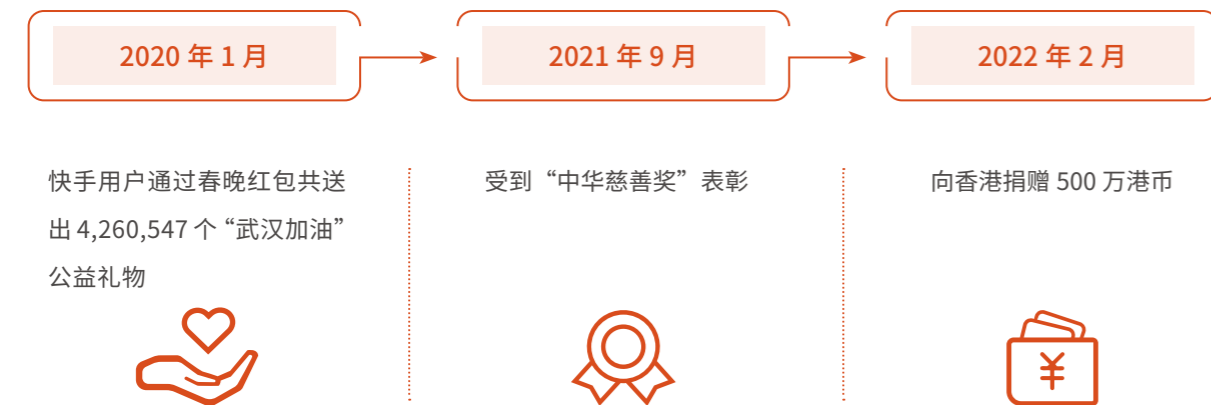 2020 年 1 月
2021 年 9 月
2022 年 2 月
快手用户通过春晚红包共送
出 4,260,547 个“武汉加油”
公益礼物
受到“中华慈善奖”表彰
向香港捐赠 500 万港币
¥